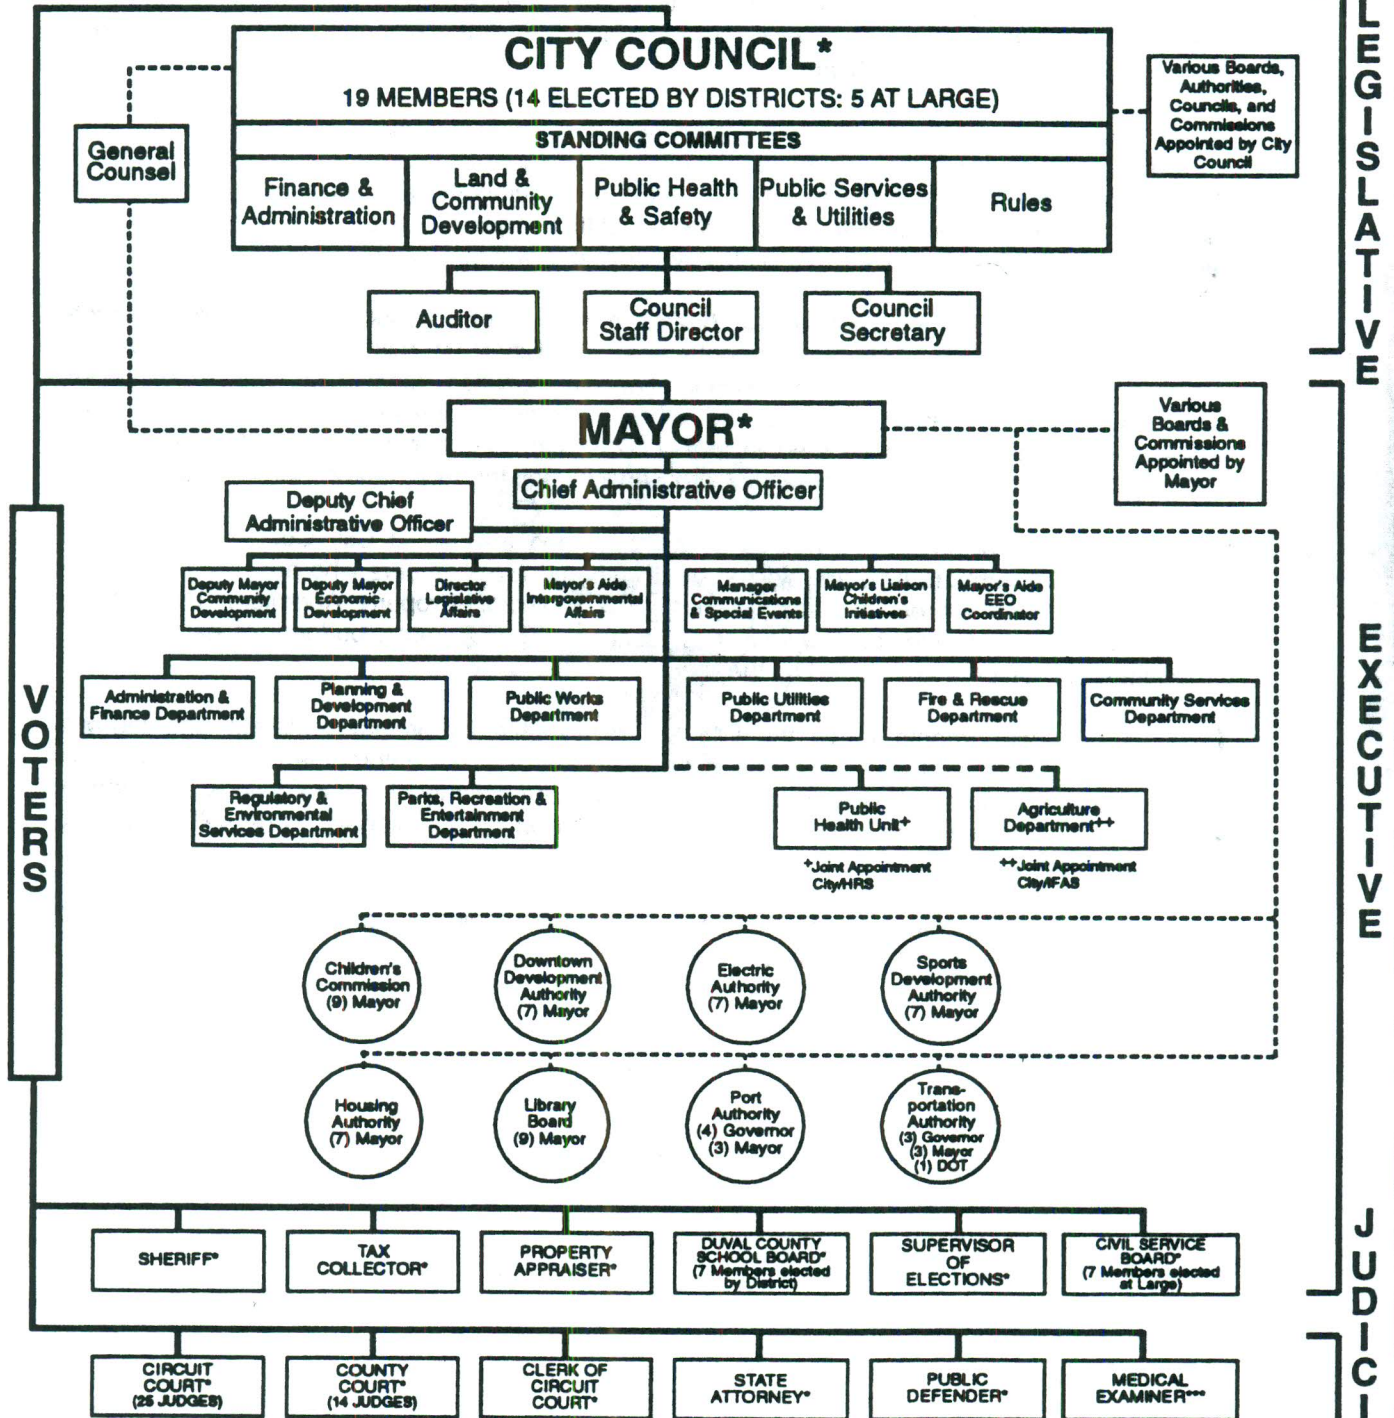 CITY COUNCIL*
19 MEMBERS (14 ELECTED BY DISTRICTS: 5 AT LARGE)
STANDING COMMITTEES
Finance &
Administration
Land &
Community
Development
Public Health
& Safety
Public Services
& Utilities
Rules
General
Counsel
Various Boards,
Authorities,
Councils, and
Commissions
Appointed by City
Council
Auditor
Council
Staff Director
Council
Secretary
LEGISLATIVE
MAYOR*
Various
Boards &
Commissions
Appointed by
Mayor
Chief Administrative Officer
Deputy Chief
Administrative Officer
Deputy Mayor
Community
Development
Deputy Mayor
Economic
Development
Director
Legislative
Affairs
Mayor's Aide
Intergovernmental
Affairs
Manager
Communications
& Special Events
Mayor's Liaison
Children's
Initiatives
Mayor's Aide
EEO
Coordinator
Administration &
Finance Department
Planning &
Development
Department
Public Works
Department
Public Utilities
Department
Fire & Rescue
Department
Community Services
Department
Regulatory &
Environmental
Services Department
Parks, Recreation &
Entertainment
Department
Public
Health Unit+
Agriculture
Department++
+Joint Appointment
City/HRS
++Joint Appointment
City/IFAS
VOTERS
EXECUTIVE
Children's
Commission
(9) Mayor
Downtown
Development
Authority
(7) Mayor
Electric
Authority
(7) Mayor
Sports
Development
Authority
(7) Mayor
Housing
Authority
(7) Mayor
Library
Board
(9) Mayor
Port
Authority
(4) Governor
(3) Mayor
Trans-
portation
Authority
(3) Governor
(3) Mayor
(1) DOT
SHERIFF*
TAX
COLLECTOR*
PROPERTY
APPRAISER*
DUVAL COUNTY
SCHOOL BOARD*
(7 Members elected
by District)
SUPERVISOR
OF
ELECTIONS*
CIVIL SERVICE
BOARD*
(7 Members elected
at Large)
CIRCUIT
COURT*
(25 JUDGES)
COUNTY
COURT*
(14 JUDGES)
CLERK OF
CIRCUIT
COURT*
STATE
ATTORNEY*
PUBLIC
DEFENDER*
MEDICAL
EXAMINER***
JUDICI